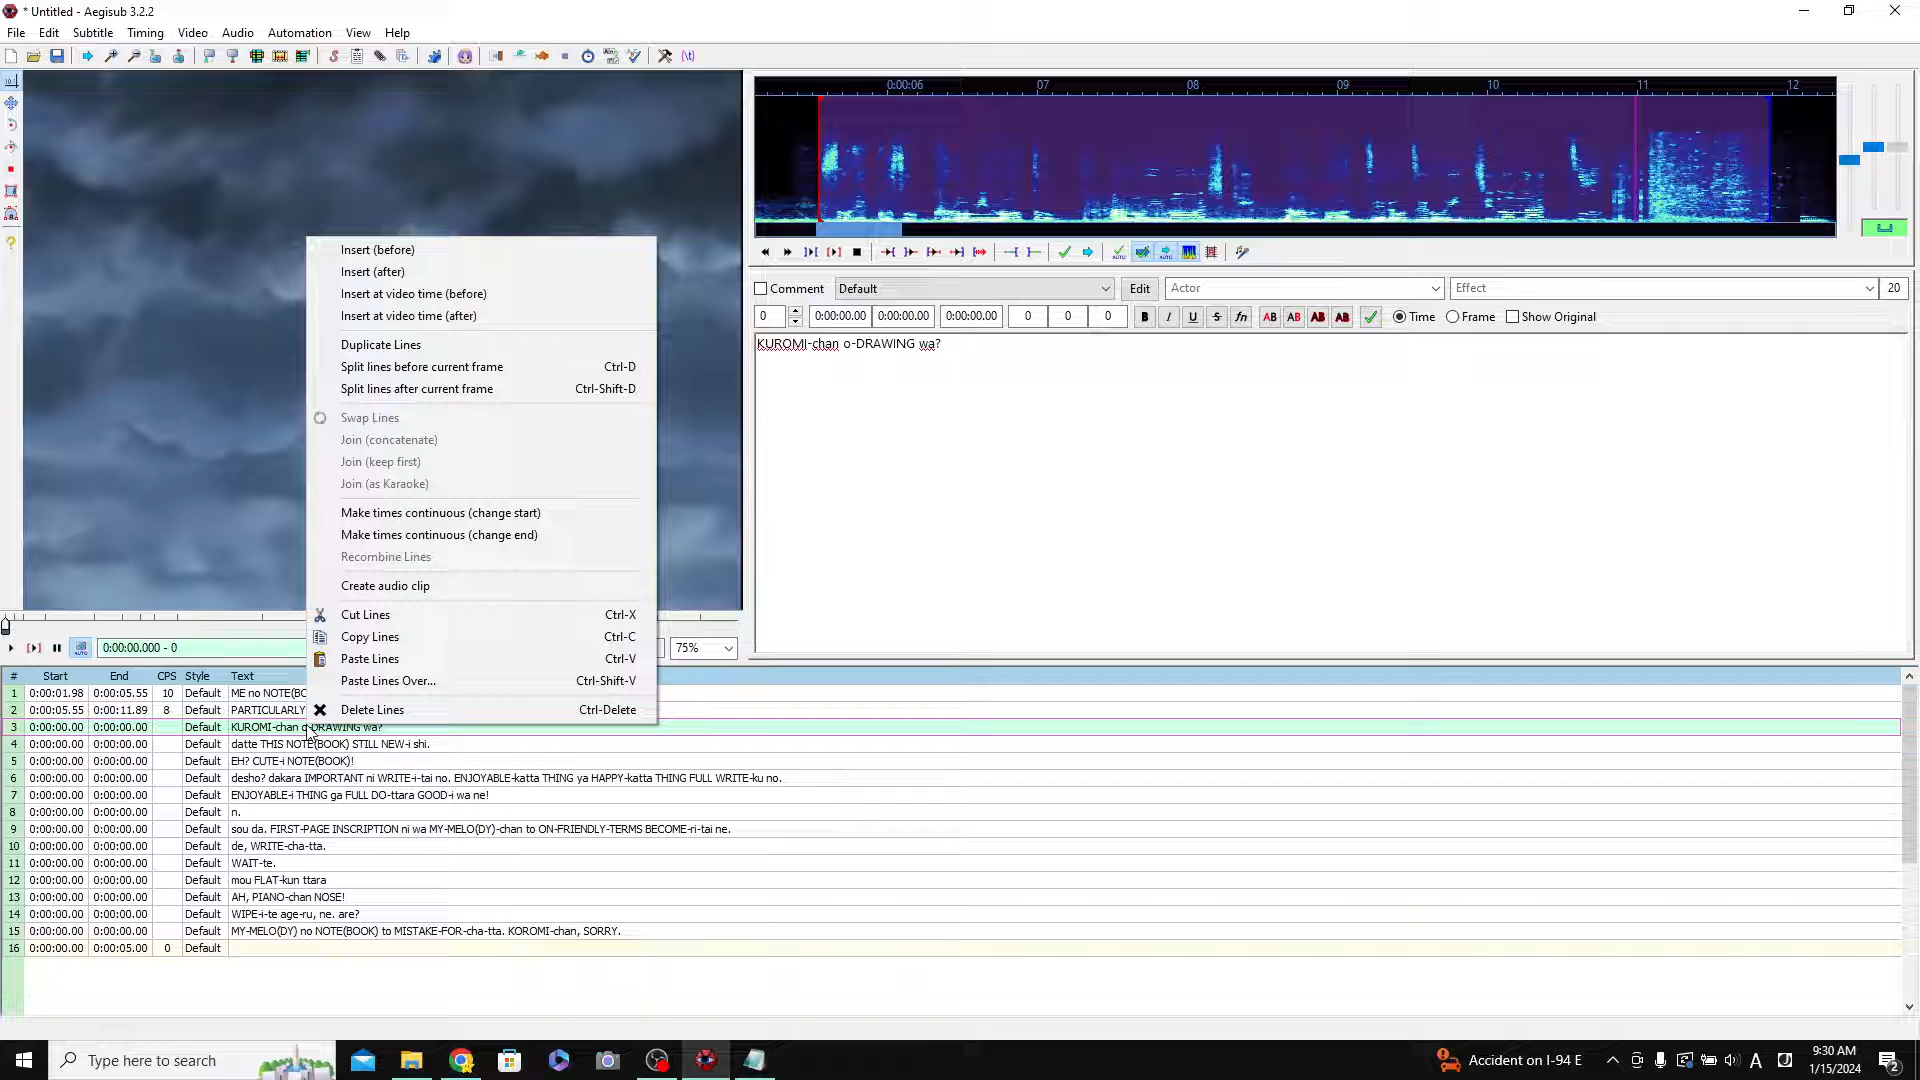 * Untitled - Aegisub 3.2.2
File Edit Subtitle Timing Video Audio Automation View Help
0:00:06 07 08 09 10 11 12
Insert (before)
Insert (after)
Insert at video time (before)
Insert at video time (after)
Duplicate Lines
Split lines before current frame Ctrl-D
Split lines after current frame Ctrl-Shift-D
Swap Lines
Join (concatenate)
Join (keep first)
Join (as Karaoke)
Make times continuous (change start)
Make times continuous (change end)
Recombine Lines
Create audio clip
Cut Lines Ctrl-X
Copy Lines Ctrl-C
Paste Lines Ctrl-V
Paste Lines Over... Ctrl-Shift-V
Delete Lines Ctrl-Delete
Comment Default Edit Actor Effect 20
0 0:00:00.00 0:00:00.00 0:00:00.00 0 0 0 B I U S fn AB AB AB AB Time Frame Show Original
KUROMI-chan o-DRAWING wa?
0:00:00.000 - 0 75%
# Start End CPS Style Text
1 0:00:01.98 0:00:05.55 10 Default ME no NOTE(BO
2 0:00:05.55 0:00:11.89 8 Default PARTICULARLY
3 0:00:00.00 0:00:00.00 Default KUROMI-chan o-DRAWING wa?
4 0:00:00.00 0:00:00.00 Default datte THIS NOTE(BOOK) STILL NEW-i shi.
5 0:00:00.00 0:00:00.00 Default EH? CUTE-i NOTE(BOOK)!
6 0:00:00.00 0:00:00.00 Default desho? dakara IMPORTANT ni WRITE-i-tai no. ENJOYABLE-katta THING ya HAPPY-katta THING FULL WRITE-ku no.
7 0:00:00.00 0:00:00.00 Default ENJOYABLE-i THING ga FULL DO-ttara GOOD-i wa ne!
8 0:00:00.00 0:00:00.00 Default n.
9 0:00:00.00 0:00:00.00 Default sou da. FIRST-PAGE INSCRIPTION ni wa MY-MELO(DY)-chan to ON-FRIENDLY-TERMS BECOME-ri-tai ne.
10 0:00:00.00 0:00:00.00 Default de, WRITE-cha-tta.
11 0:00:00.00 0:00:00.00 Default WAIT-te.
12 0:00:00.00 0:00:00.00 Default mou FLAT-kun ttara
13 0:00:00.00 0:00:00.00 Default AH, PIANO-chan NOSE!
14 0:00:00.00 0:00:00.00 Default WIPE-i-te age-ru, ne. are?
15 0:00:00.00 0:00:00.00 Default MY-MELO(DY) no NOTE(BOOK) to MISTAKE-FOR-cha-tta. KOROMI-chan, SORRY.
16 0:00:00.00 0:00:05.00 0 Default
Type here to search Accident on I-94 E A 9:30 AM
1/15/2024 2